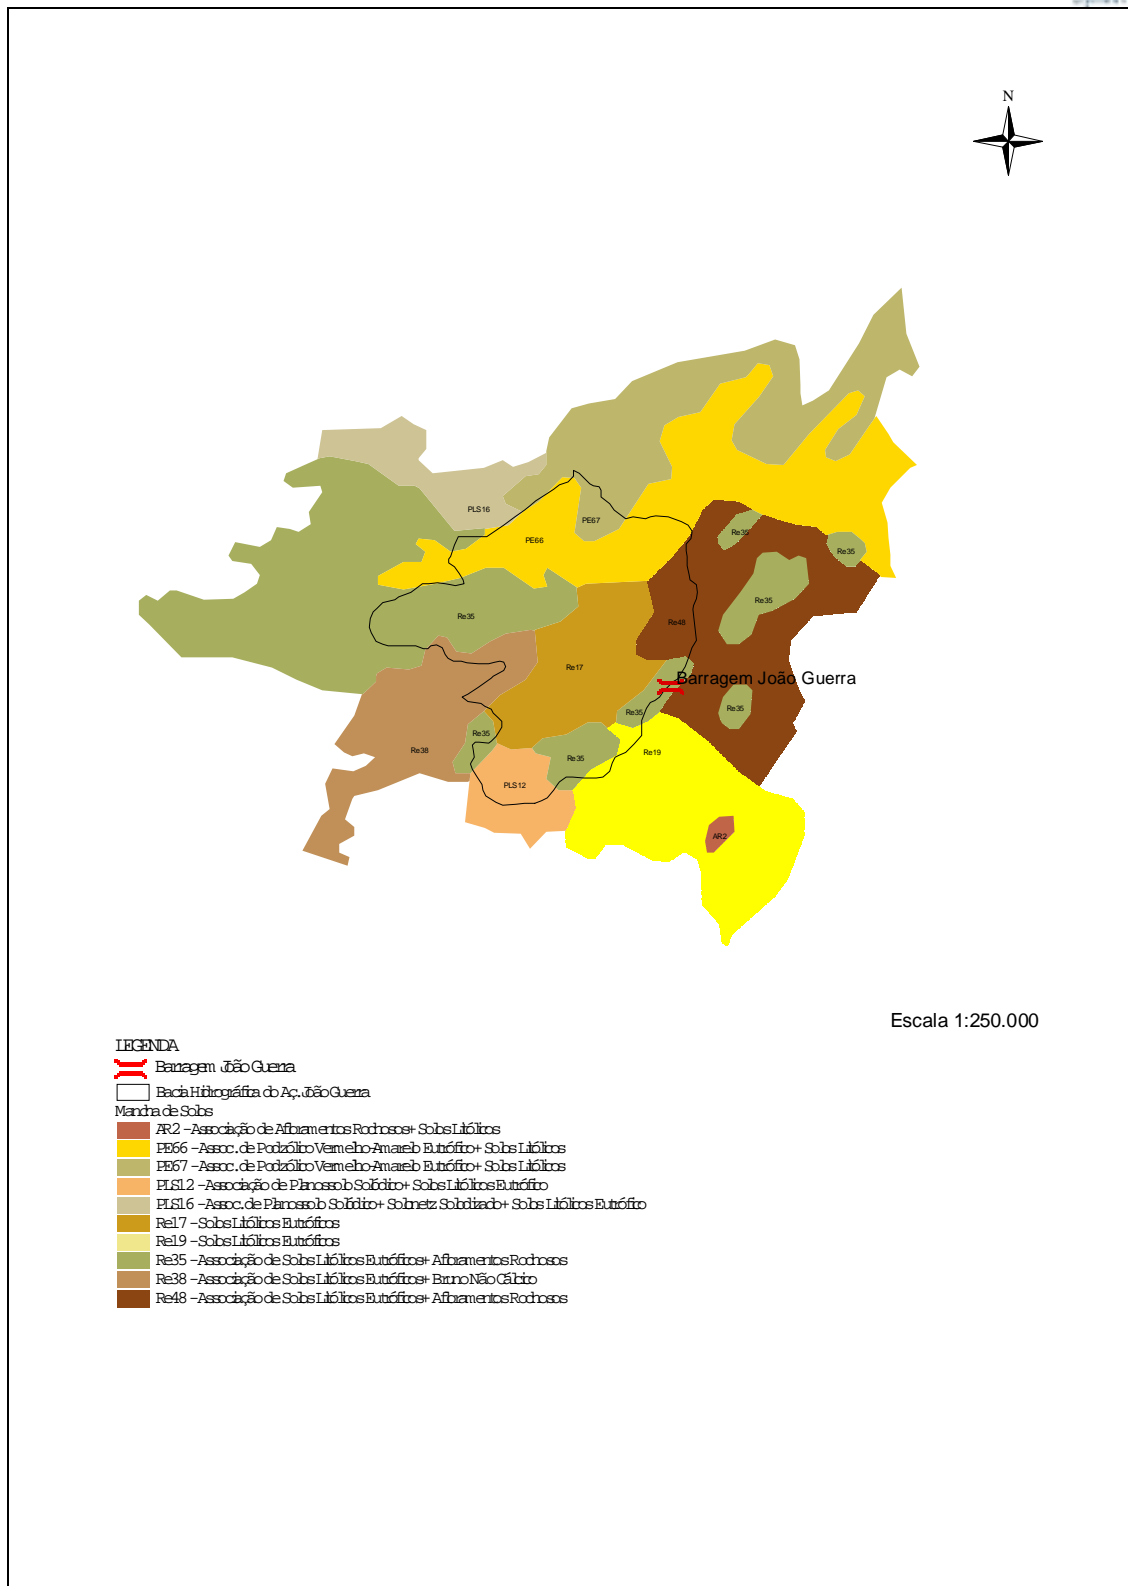 N
PLS16
PE67
PE66
Re35
Re35
Re35
Re35
Re48
Re17
Barragem João Guerra
Re35
Re35
Re35
Re38
Re35
Re19
PLS12
AR2
Escala 1:250.000
LEGENDA
Barragem João Guerra
Bacia Hidrográfica do Aç. João Guerra
Mancha de Solos
AR2 - Associação de Afloramentos Rochosos + Solos Litólicos
PE66 - Assoc. de Podzólico Vermelho-Amarelo Eutrófico + Solos Litólicos
PE67 - Assoc. de Podzólico Vermelho-Amarelo Eutrófico + Solos Litólicos
PLS12 - Associação de Planossolo Solódico + Solos Litólicos Eutrófico
PLS16 - Assoc. de Planossolo Solódico + Solonetz Solodizado + Solos Litólicos Eutrófico
Re17 - Solos Litólicos Eutróficos
Re19 - Solos Litólicos Eutróficos
Re35 - Associação de Solos Litólicos Eutróficos + Afloramentos Rochosos
Re38 - Associação de Solos Litólicos Eutróficos + Bruno Não Cálcico
Re48 - Associação de Solos Litólicos Eutróficos + Afloramentos Rochosos